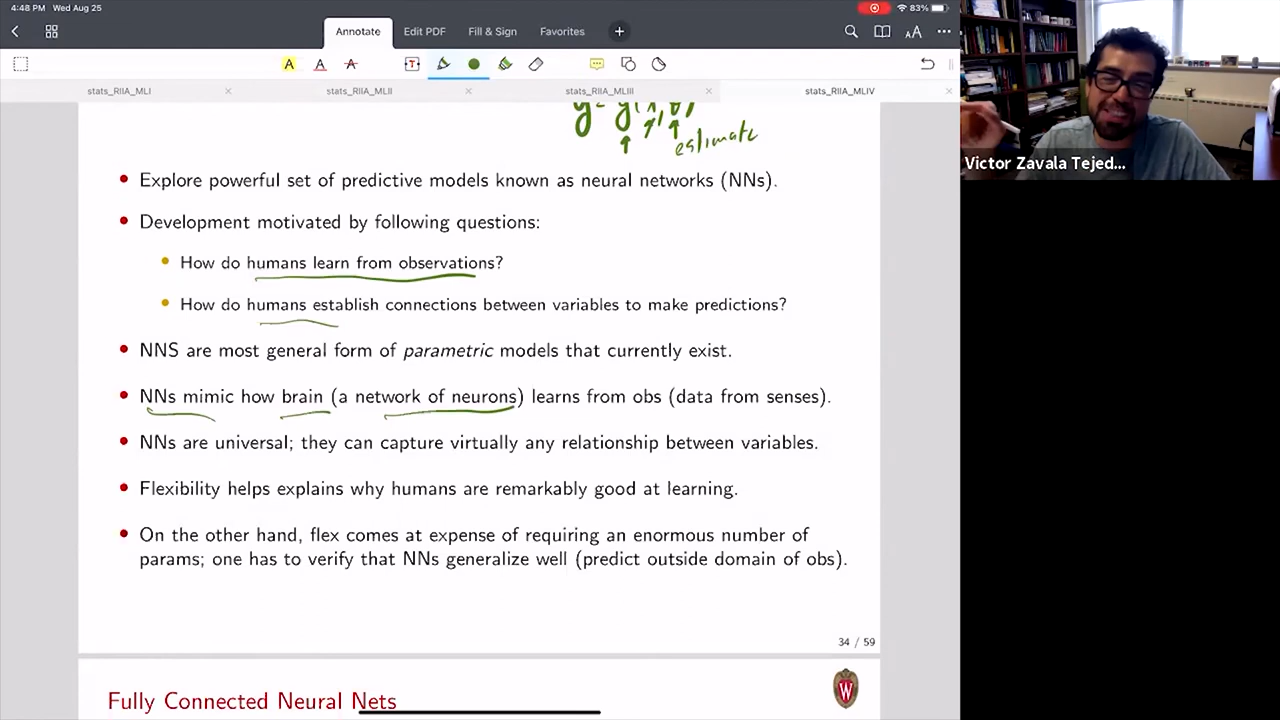 4:48 PM Wed Aug 25
83%
Annotate Edit PDF Fill & Sign Favorites
stats_RIIA_MLI stats_RIIA_MLII stats_RIIA_MLIII stats_RIIA_MLIV
estimate
Victor Zavala Tejed...
Explore powerful set of predictive models known as neural networks (NNs).
Development motivated by following questions:
How do humans learn from observations?
How do humans establish connections between variables to make predictions?
NNS are most general form of parametric models that currently exist.
NNs mimic how brain (a network of neurons) learns from obs (data from senses).
NNs are universal; they can capture virtually any relationship between variables.
Flexibility helps explains why humans are remarkably good at learning.
On the other hand, flex comes at expense of requiring an enormous number of
params; one has to verify that NNs generalize well (predict outside domain of obs).
34 / 59
Fully Connected Neural Nets
W